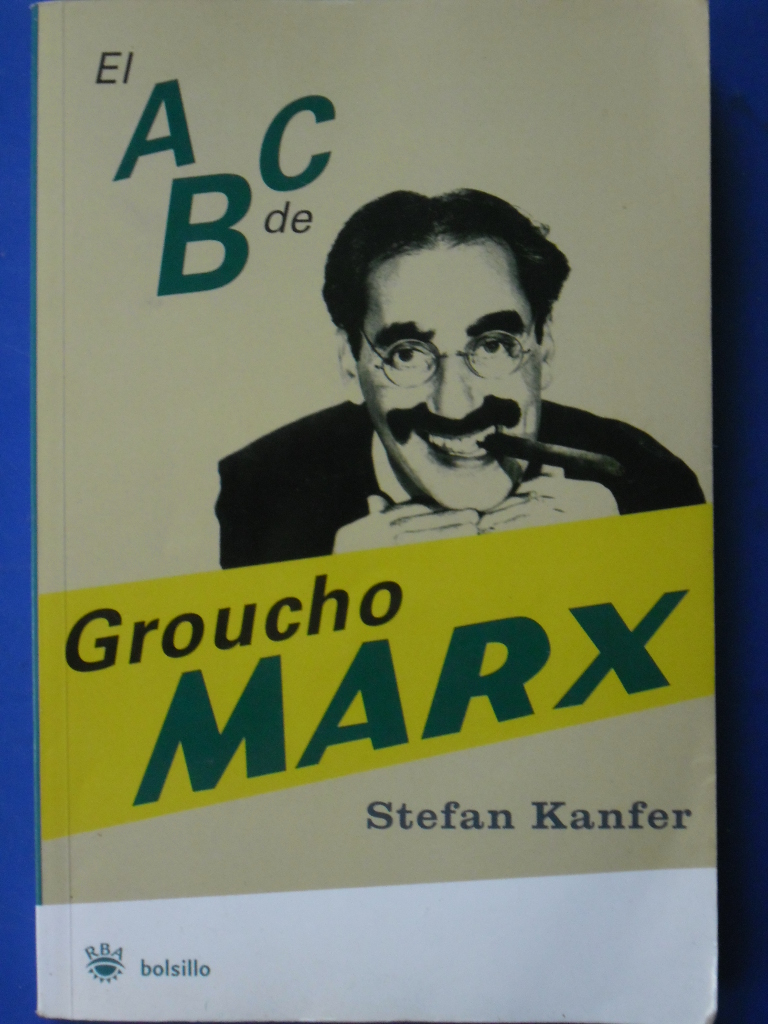 El
A B C
de
Groucho
MARX
Stefan Kanfer
RBA
bolsillo